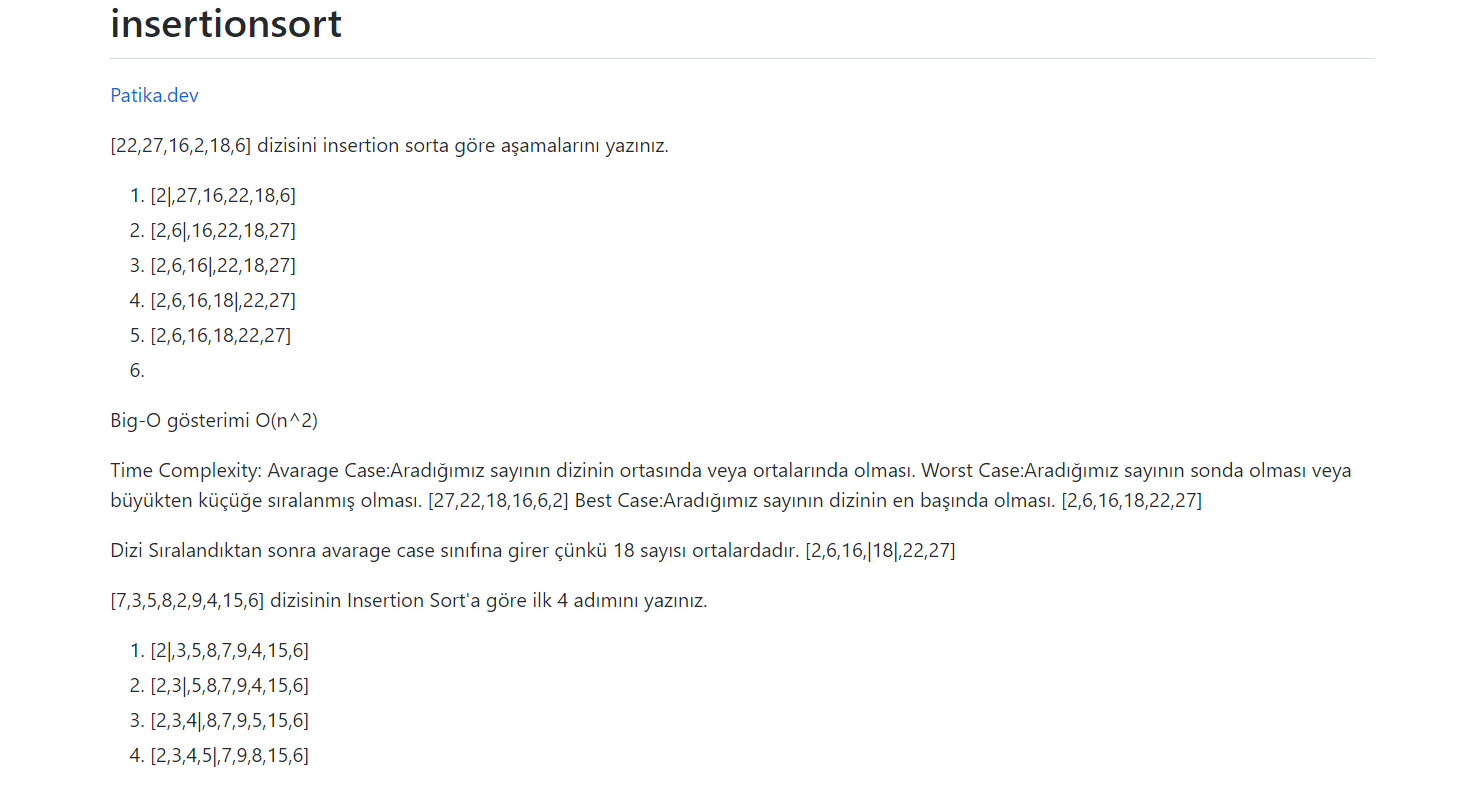 insertionsort
Patika.dev
[22,27,16,2,18,6] dizisini insertion sorta göre aşamalarını yazınız.
1. [2|,27,16,22,18,6]
2. [2,6|,16,22,18,27]
3. [2,6,16|,22,18,27]
4. [2,6,16,18|,22,27]
5. [2,6,16,18,22,27]
6.
Big-O gösterimi O(n^2)
Time Complexity: Avarage Case:Aradığımız sayının dizinin ortasında veya ortalarında olması. Worst Case:Aradığımız sayının sonda olması veya
büyükten küçüğe sıralanmış olması. [27,22,18,16,6,2] Best Case:Aradığımız sayının dizinin en başında olması. [2,6,16,18,22,27]
Dizi Sıralandıktan sonra avarage case sınıfına girer çünkü 18 sayısı ortalardadır. [2,6,16,|18|,22,27]
[7,3,5,8,2,9,4,15,6] dizisinin Insertion Sort'a göre ilk 4 adımını yazınız.
1. [2|,3,5,8,7,9,4,15,6]
2. [2,3|,5,8,7,9,4,15,6]
3. [2,3,4|,8,7,9,5,15,6]
4. [2,3,4,5|,7,9,8,15,6]